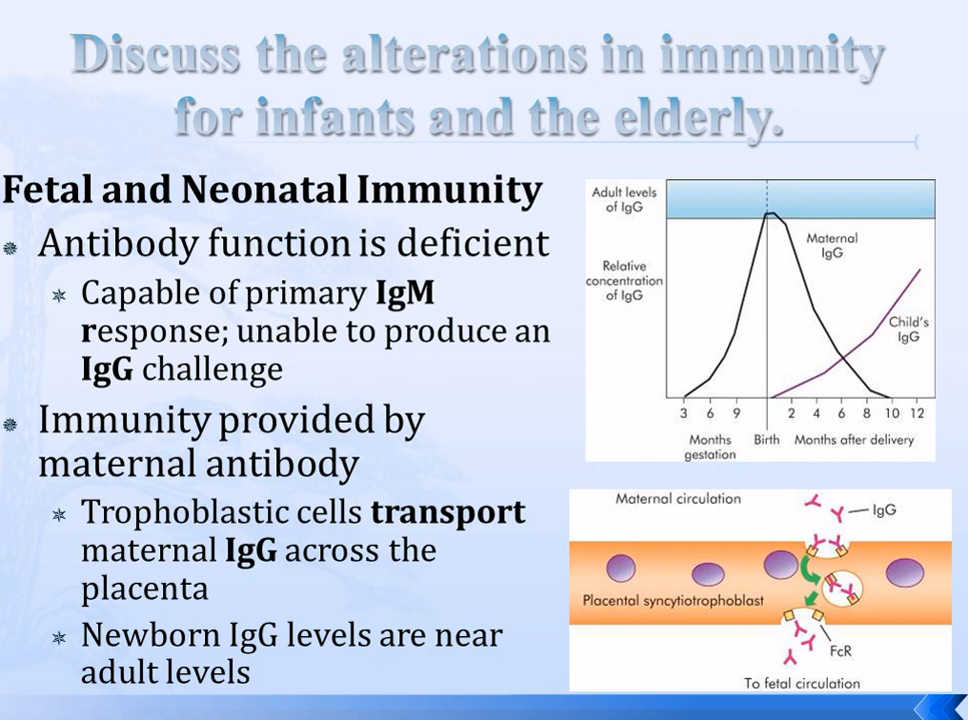 Discuss the alterations in immunity
for infants and the elderly.
Fetal and Neonatal Immunity
Antibody function is deficient
Capable of primary IgM
response; unable to produce an
IgG challenge
Immunity provided by
maternal antibody
Trophoblastic cells transport
maternal IgG across the
placenta
Newborn IgG levels are near
adult levels
Adult levels
of IgG
Relative
concentration
of IgG
Maternal
IgG
Child's
IgG
3 6 9 2 4 6 8 10 12
Months
gestation
Birth
Months after delivery
Maternal circulation
IgG
Placental syncytiotrophoblast
FcR
To fetal circulation